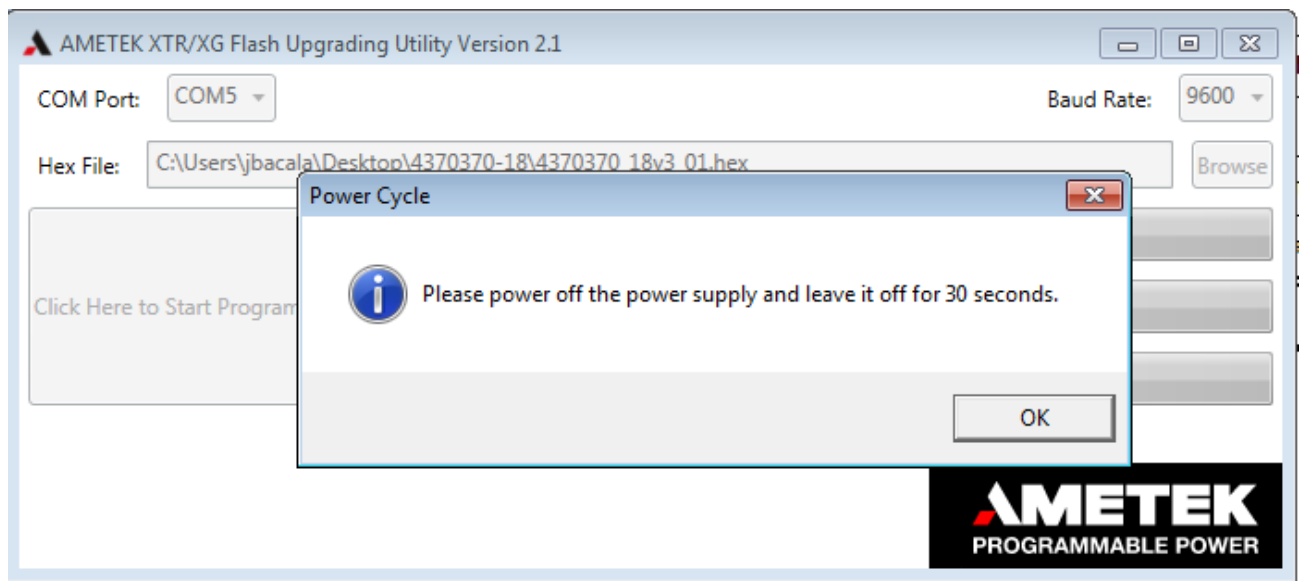 AMETEK XTR/XG Flash Upgrading Utility Version 2.1
COM Port: COM5 Baud Rate: 9600
Hex File: C:\Users\jbacala\Desktop\4370370-18\4370370_18v3_01.hex Browse
Power Cycle
Please power off the power supply and leave it off for 30 seconds.
Click Here to Start Program
OK
AMETEK
PROGRAMMABLE POWER